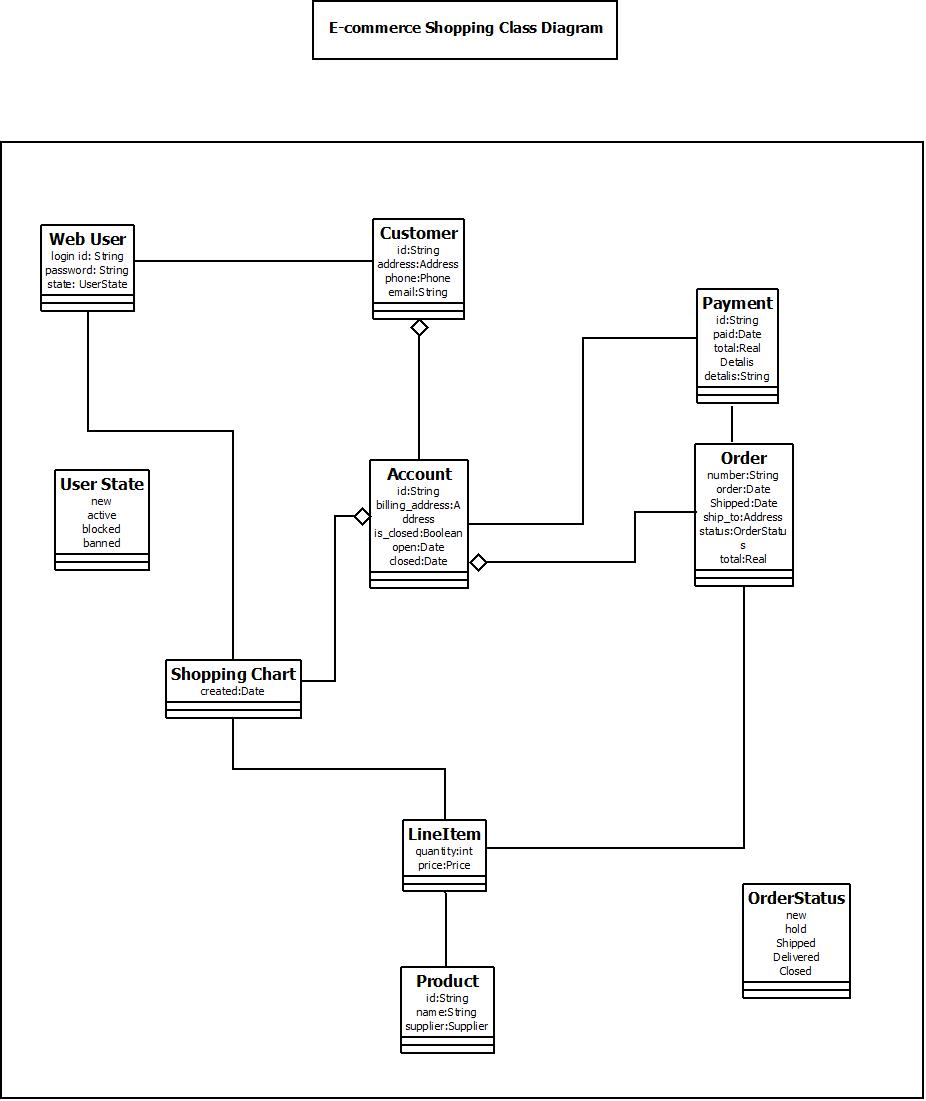 E-commerce Shopping Class Diagram
Web User
login id: String
password: String
state: UserState
Customer
id:String
address:Address
phone:Phone
email:String
Payment
id:String
paid:Date
total:Real
Detalis
detalis:String
User State
new
active
blocked
banned
Account
id:String
billing_address:A
ddress
is_closed:Boolean
open:Date
closed:Date
Order
number:String
order:Date
Shipped:Date
ship_to:Address
status:OrderStatu
s
total:Real
Shopping Chart
created:Date
LineItem
quantity:int
price:Price
OrderStatus
new
hold
Shipped
Delivered
Closed
Product
id:String
name:String
supplier:Supplier